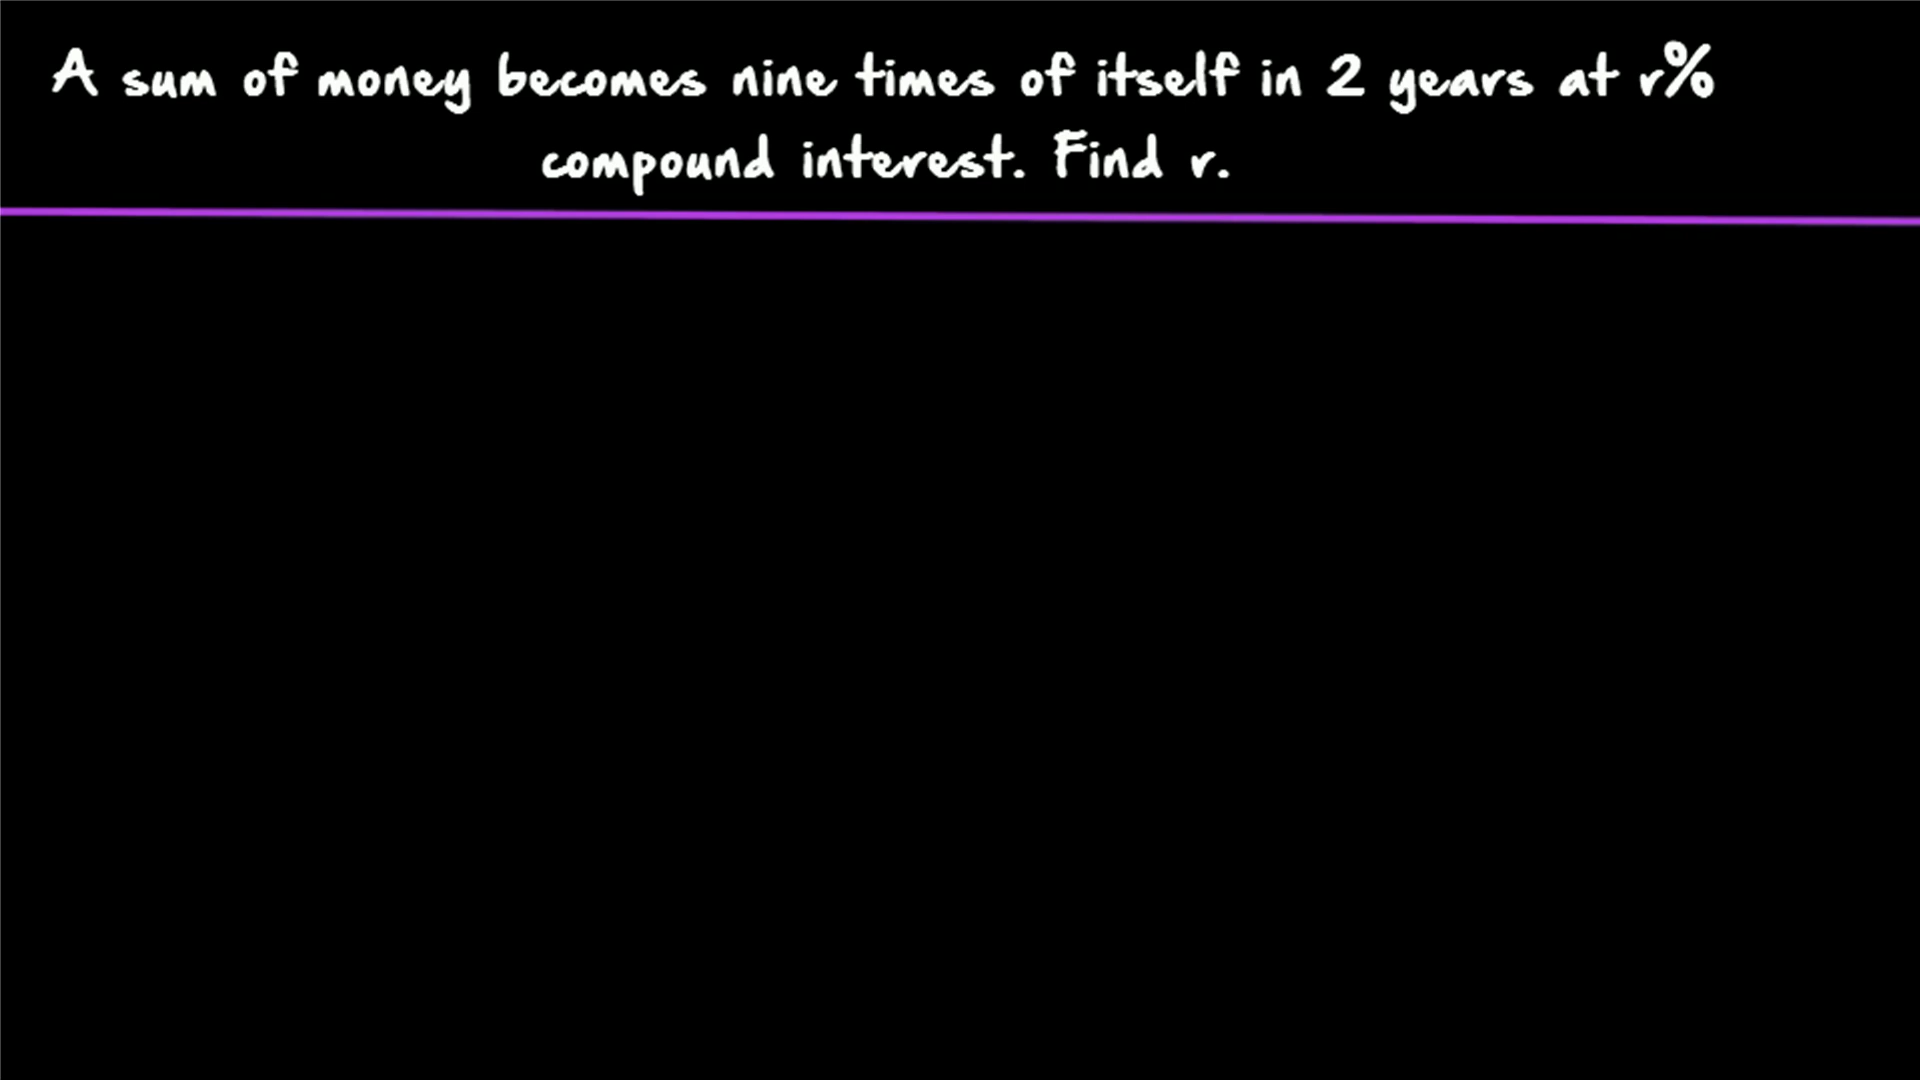 A sum of money becomes nine times of itself in 2 years at r%
compound interest. Find r.